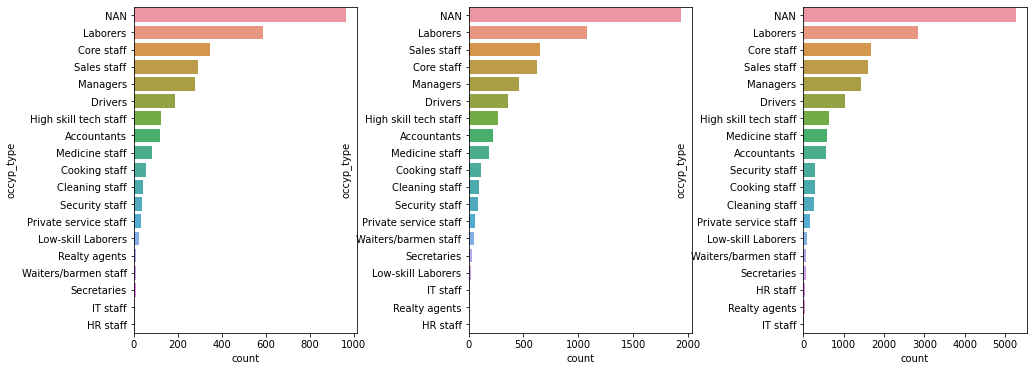 occyp_type
NAN
Laborers
Core staff
Sales staff
Managers
Drivers
High skill tech staff
Accountants
Medicine staff
Cooking staff
Cleaning staff
Security staff
Private service staff
Low-skill Laborers
Realty agents
Waiters/barmen staff
Secretaries
IT staff
HR staff
0 200 400 600 800 1000
count
occyp_type
NAN
Laborers
Sales staff
Core staff
Managers
Drivers
High skill tech staff
Accountants
Medicine staff
Cooking staff
Cleaning staff
Security staff
Private service staff
Waiters/barmen staff
Secretaries
Low-skill Laborers
IT staff
Realty agents
HR staff
0 500 1000 1500 2000
count
occyp_type
NAN
Laborers
Core staff
Sales staff
Managers
Drivers
High skill tech staff
Medicine staff
Accountants
Security staff
Cooking staff
Cleaning staff
Private service staff
Low-skill Laborers
Waiters/barmen staff
Secretaries
HR staff
Realty agents
IT staff
0 1000 2000 3000 4000 5000
count